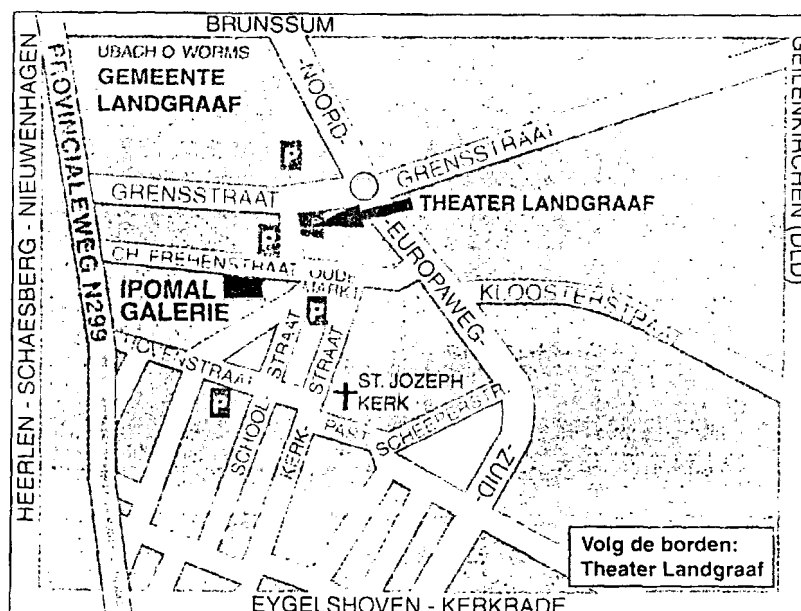 BRUNSSUM
UBACH O WORMS
GEMEENTE
LANDGRAAF
HEERLEN - SCHAESBERG - NIEUWENHAGEN
PROVINCIALEWEG N299
GEILENKIRCHEN (DLD)
-NOORD-
P
GRENSSTRAAT
GRENSSTRAAT
THEATER LANDGRAAF
P
-EUROPAWEG-
CH. FREHENSTRAAT
OUDE
MARKT
KLOOSTERSTRAAT
IPOMAL
GALERIE
P
HOFENSTRAAT
SCHOOL STRAAT
KERK- STRAAT
P
ST. JOZEPH
KERK
PAST.
SCHEEPERSTR.
-ZUID-
Volg de borden:
Theater Landgraaf
EYGELSHOVEN - KERKRADE